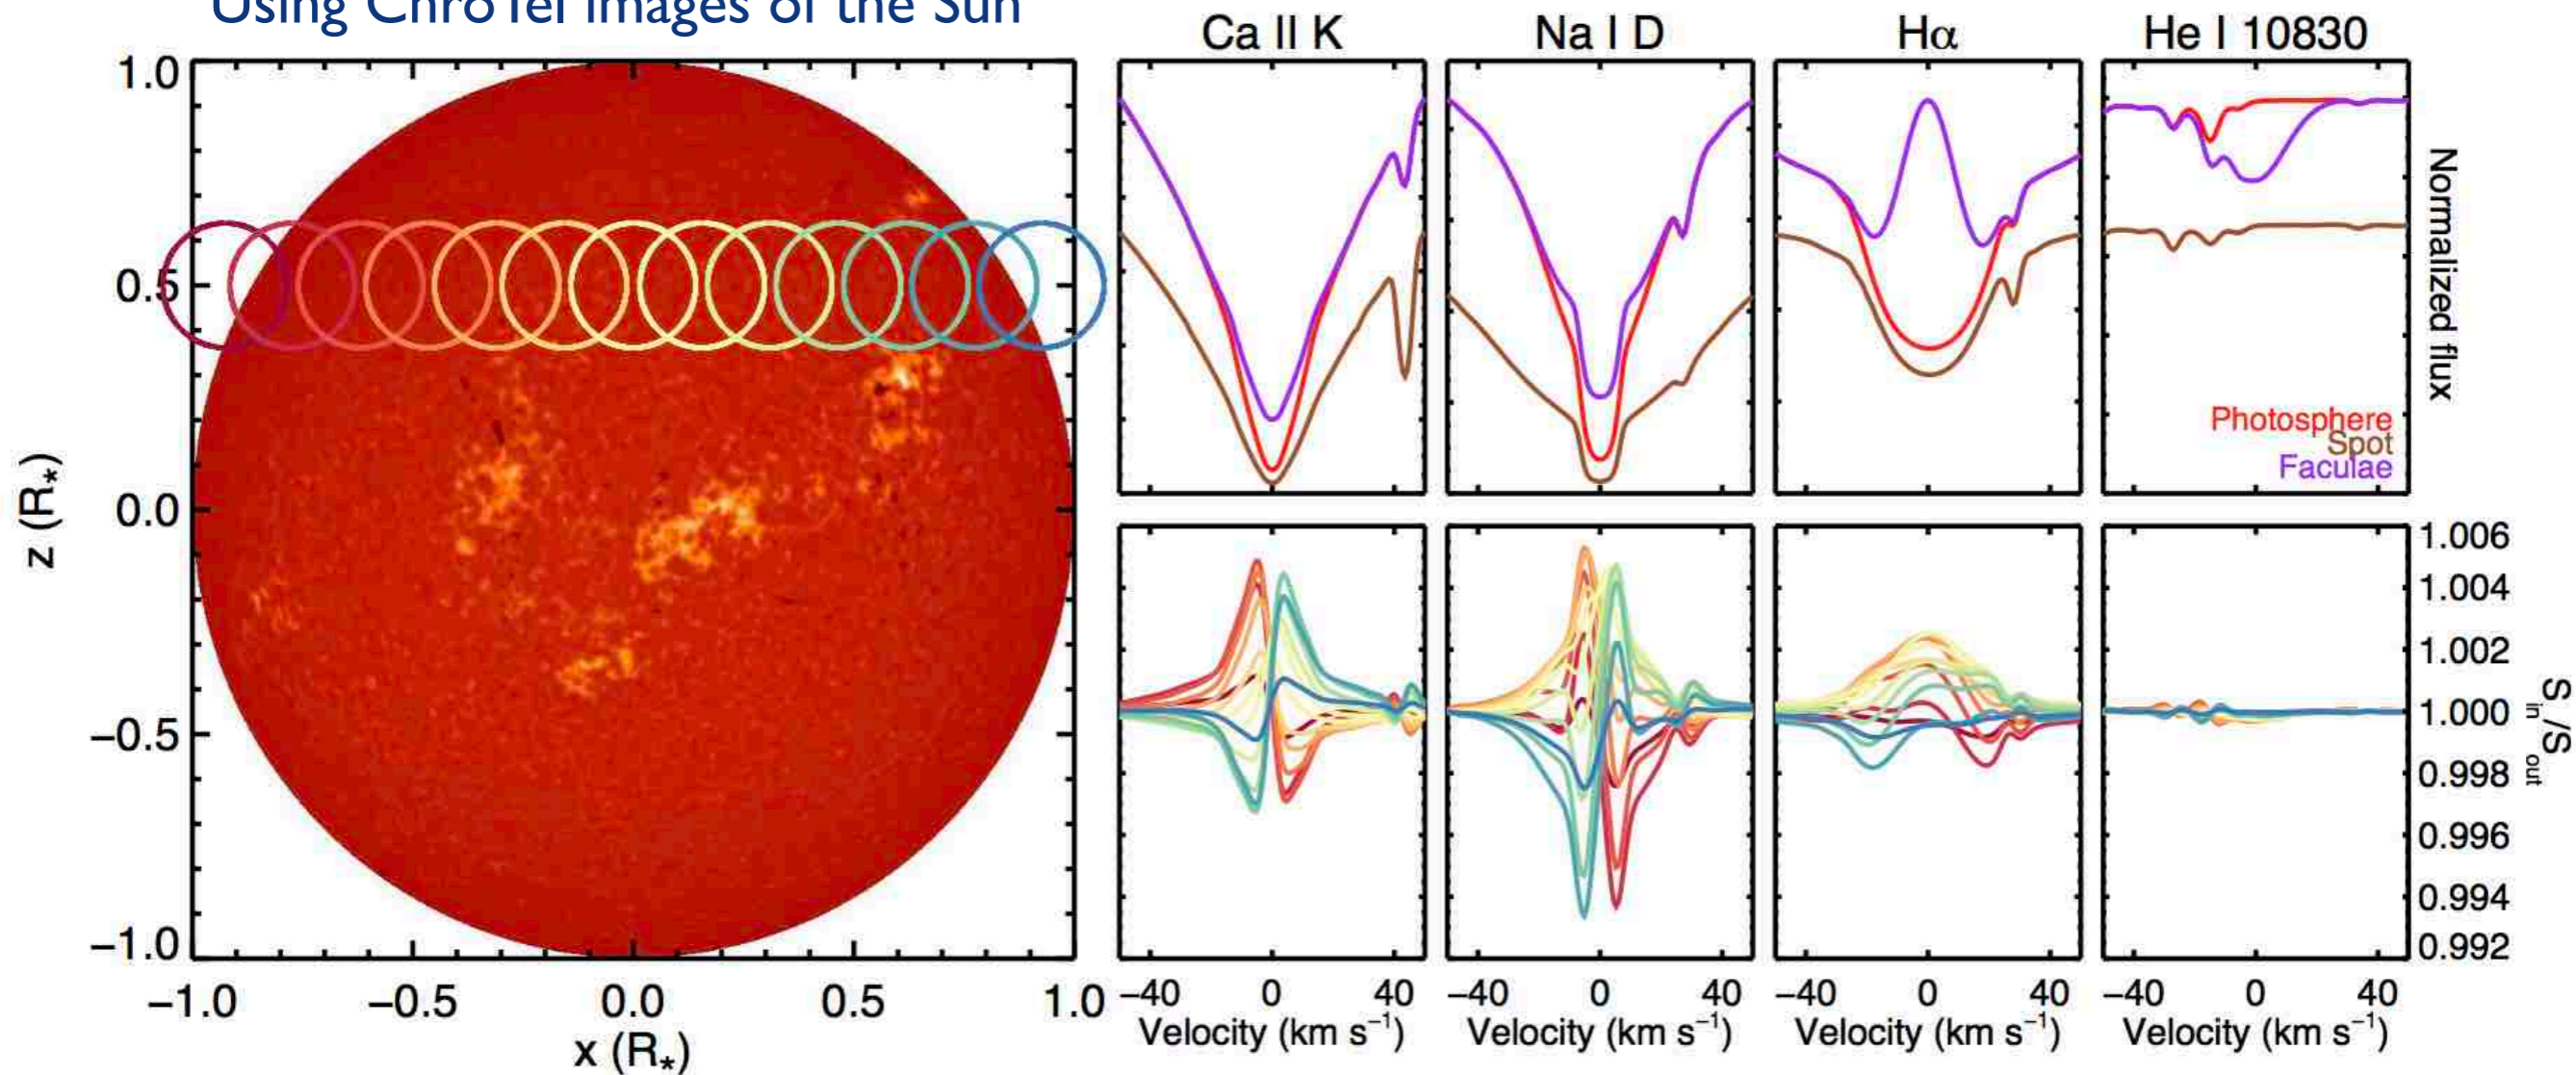 Using ChroTel images of the Sun
Ca II K
Na I D
Hα
He I 10830
1.0
0.5
0.0
−0.5
−1.0
z (R*)
−1.0
−0.5
0.0
0.5
1.0
x (R*)
Normalized flux
Photosphere
Spot
Faculae
1.006
1.004
1.002
1.000
0.998
0.996
0.994
0.992
S_in/S_out
−40 0 40
−40 0 40
−40 0 40
−40 0 40
Velocity (km s⁻¹)
Velocity (km s⁻¹)
Velocity (km s⁻¹)
Velocity (km s⁻¹)